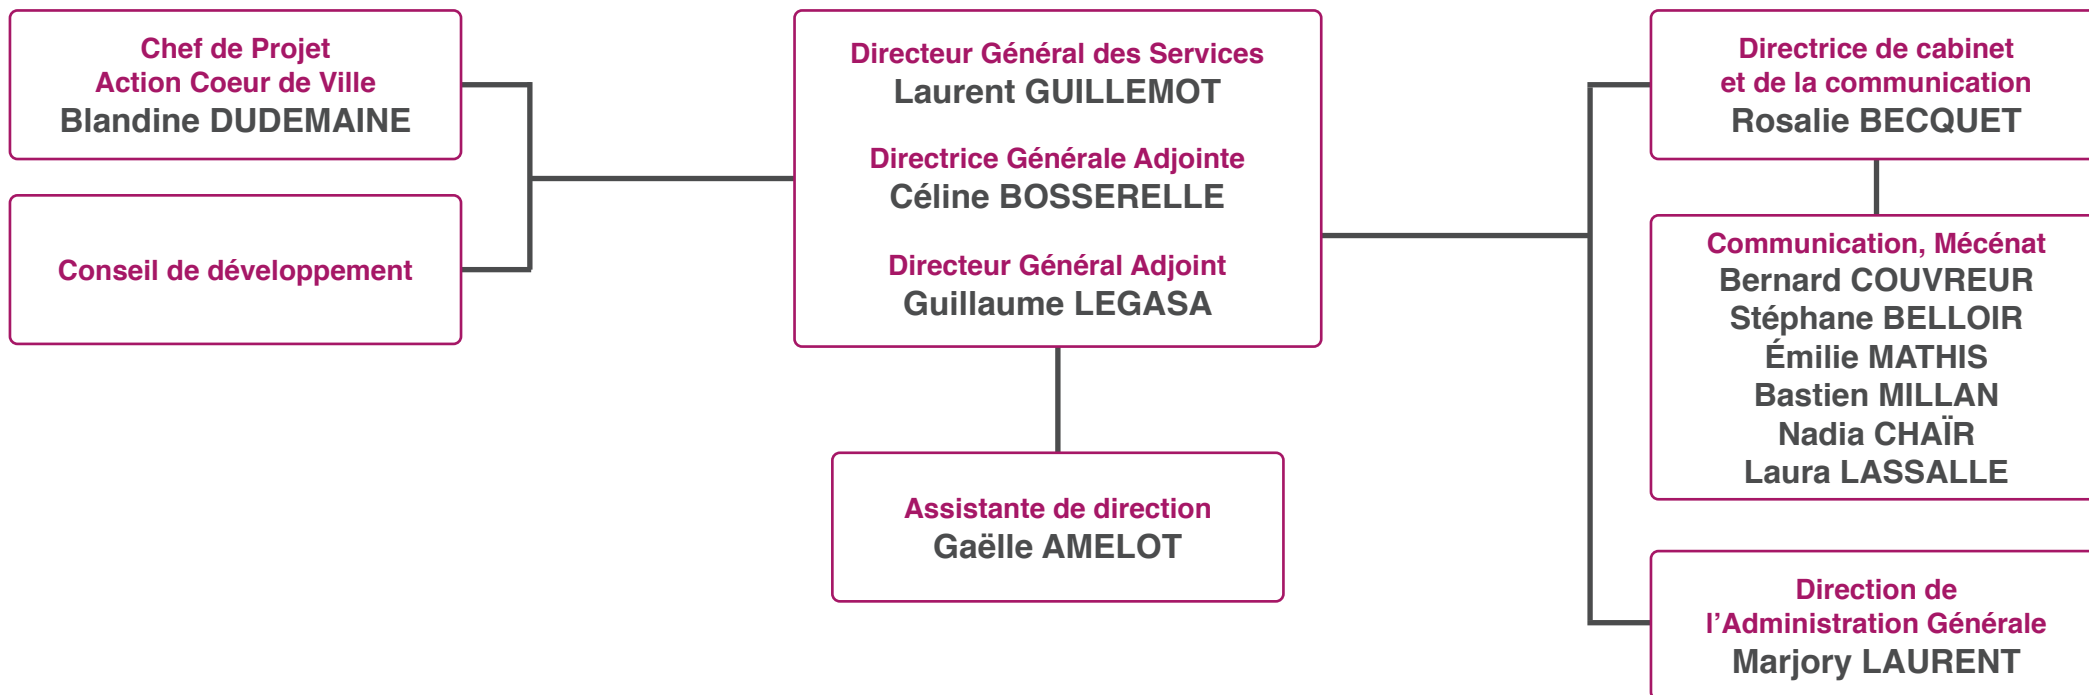 Chef de Projet
Action Coeur de Ville
Blandine DUDEMAINE
Conseil de développement
Directeur Général des Services
Laurent GUILLEMOT
Directrice Générale Adjointe
Céline BOSSERELLE
Directeur Général Adjoint
Guillaume LEGASA
Assistante de direction
Gaëlle AMELOT
Directrice de cabinet
et de la communication
Rosalie BECQUET
Communication, Mécénat
Bernard COUVREUR
Stéphane BELLOIR
Émilie MATHIS
Bastien MILLAN
Nadia CHAÏR
Laura LASSALLE
Direction de
l’Administration Générale
Marjory LAURENT